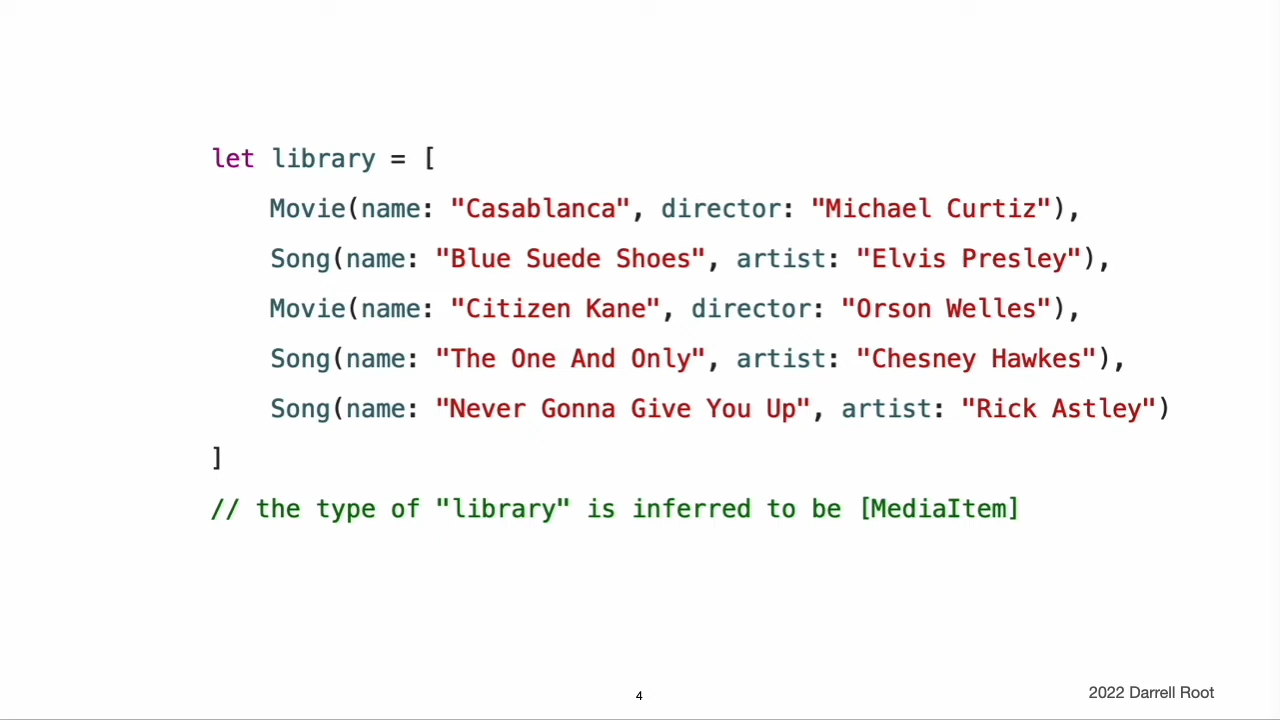 let library = [
    Movie(name: "Casablanca", director: "Michael Curtiz"),
    Song(name: "Blue Suede Shoes", artist: "Elvis Presley"),
    Movie(name: "Citizen Kane", director: "Orson Welles"),
    Song(name: "The One And Only", artist: "Chesney Hawkes"),
    Song(name: "Never Gonna Give You Up", artist: "Rick Astley")
]
// the type of "library" is inferred to be [MediaItem]
4
2022 Darrell Root